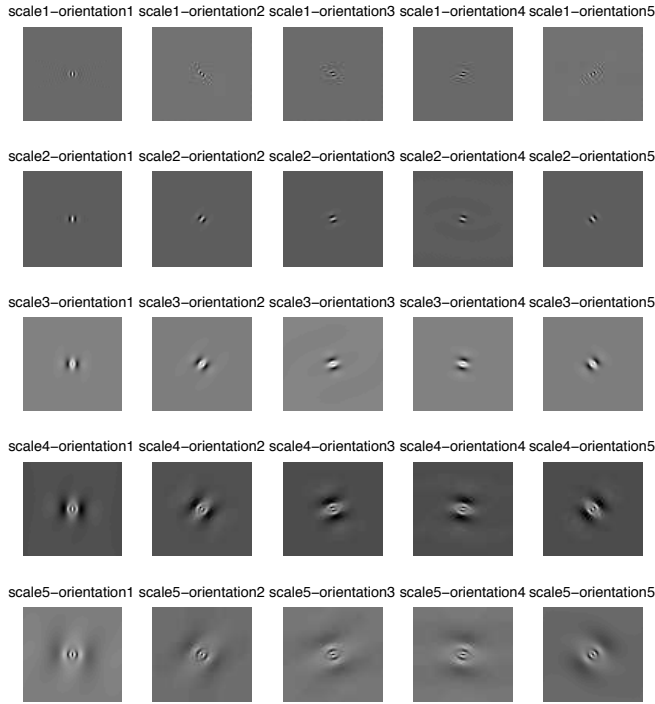 scale1−orientation1 scale1−orientation2 scale1−orientation3 scale1−orientation4 scale1−orientation5
scale2−orientation1 scale2−orientation2 scale2−orientation3 scale2−orientation4 scale2−orientation5
scale3−orientation1 scale3−orientation2 scale3−orientation3 scale3−orientation4 scale3−orientation5
scale4−orientation1 scale4−orientation2 scale4−orientation3 scale4−orientation4 scale4−orientation5
scale5−orientation1 scale5−orientation2 scale5−orientation3 scale5−orientation4 scale5−orientation5